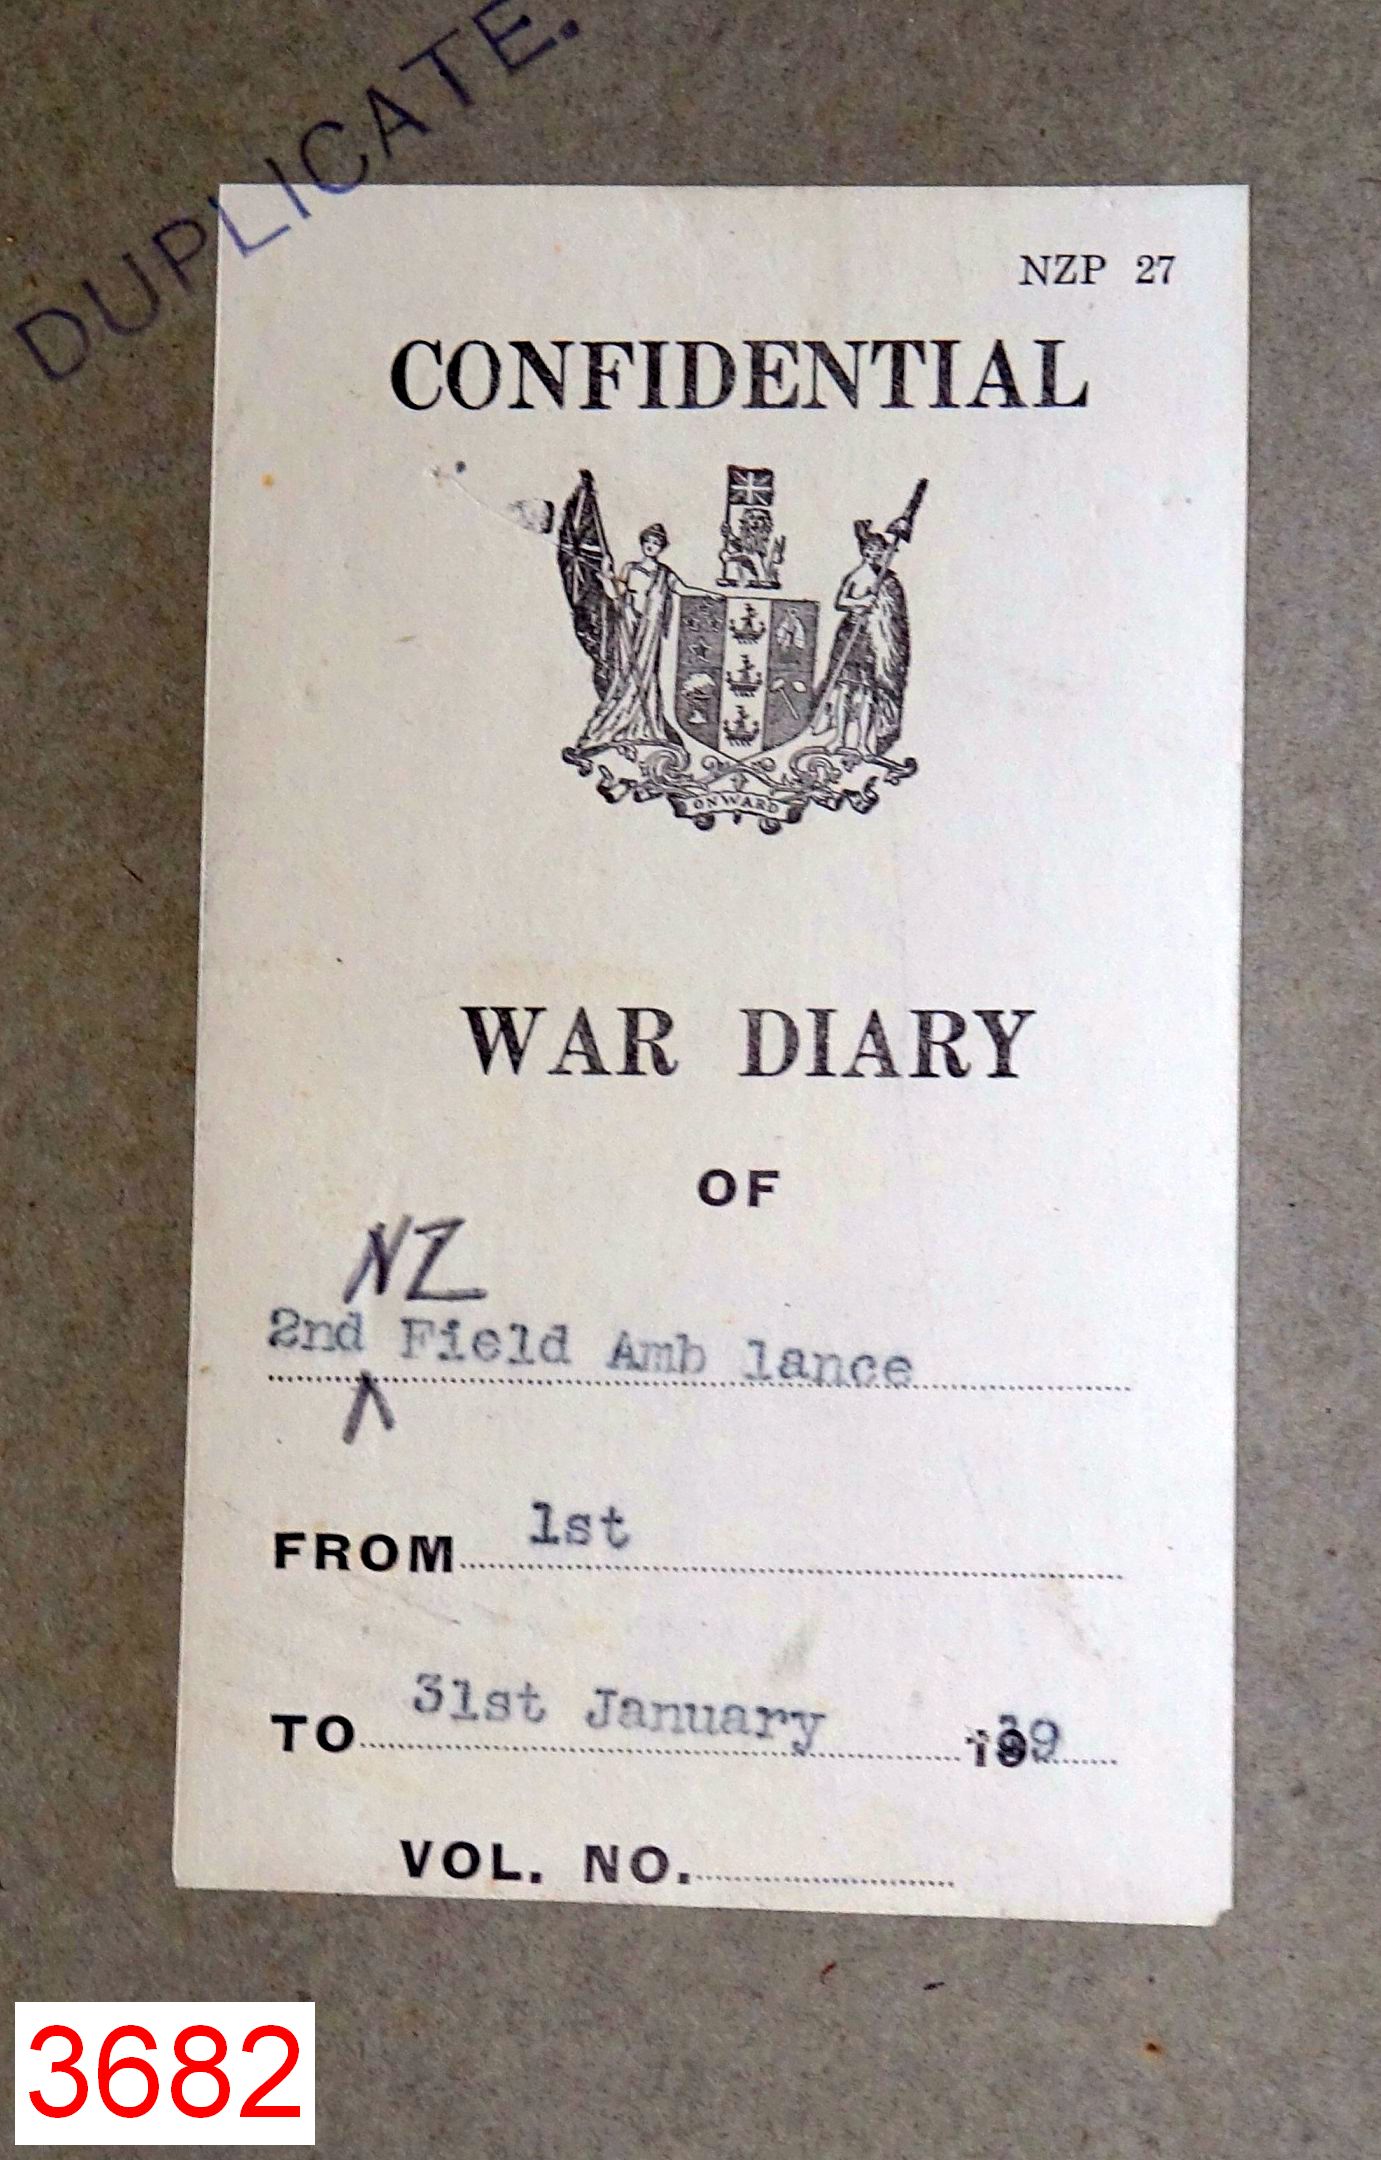 DUPLICATE.
NZP 27
CONFIDENTIAL
ONWARD
WAR DIARY
OF
NZ
2nd Field Amb lance
FROM 1st
TO 31st January 1939
VOL. NO.
3682